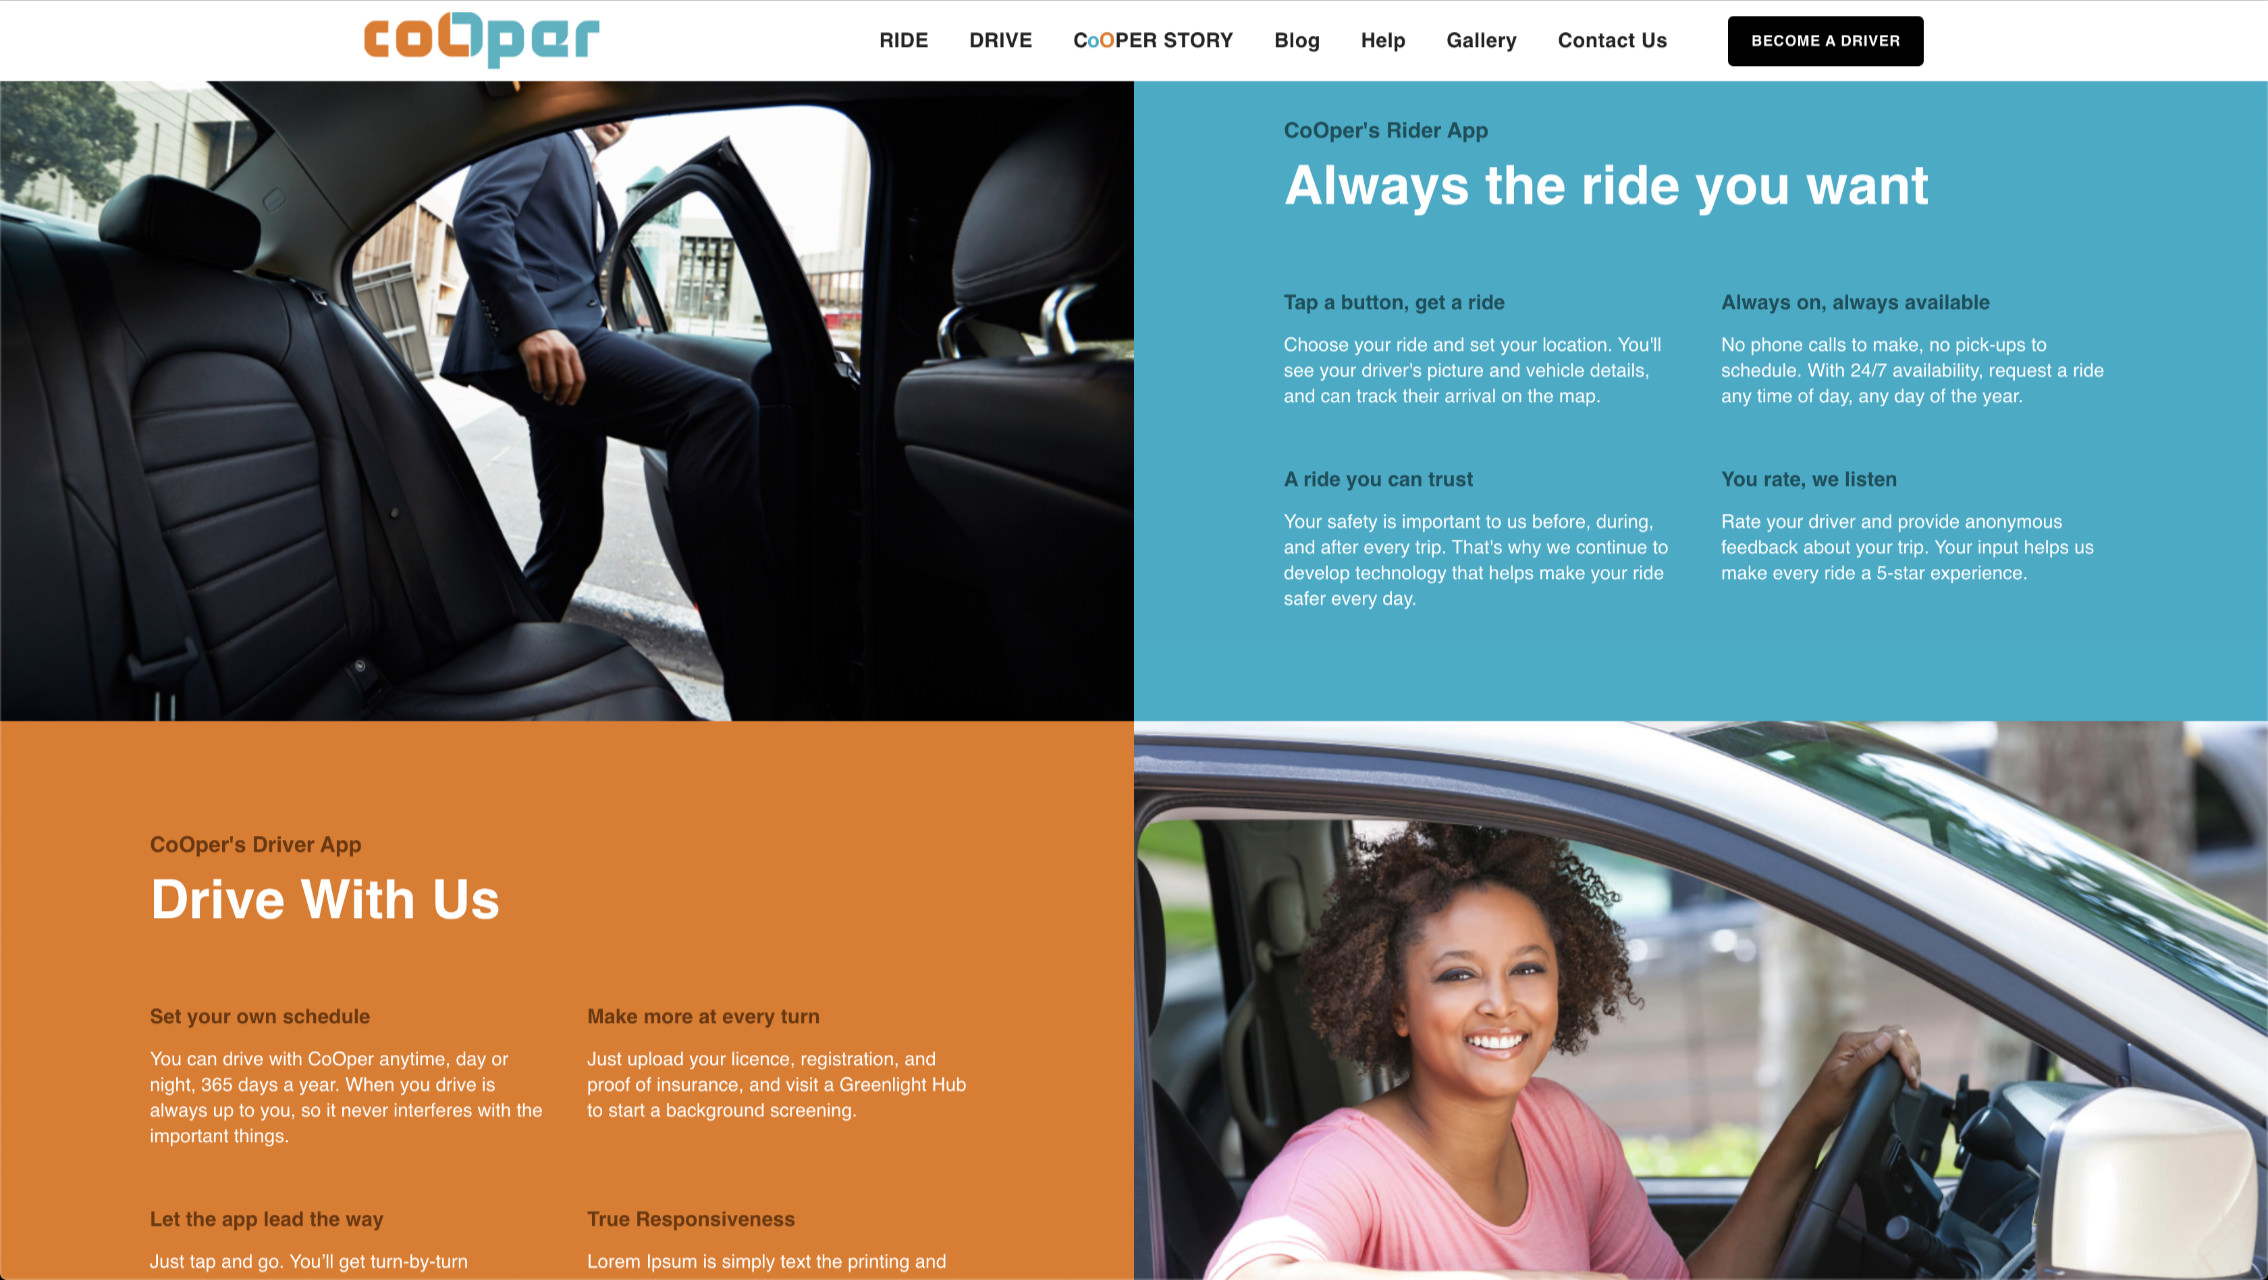 coOper
RIDE DRIVE CoOPER STORY Blog Help Gallery Contact Us BECOME A DRIVER
CoOper's Rider App
Always the ride you want
Tap a button, get a ride
Choose your ride and set your location. You'll
see your driver's picture and vehicle details,
and can track their arrival on the map.
Always on, always available
No phone calls to make, no pick-ups to
schedule. With 24/7 availability, request a ride
any time of day, any day of the year.
A ride you can trust
Your safety is important to us before, during,
and after every trip. That's why we continue to
develop technology that helps make your ride
safer every day.
You rate, we listen
Rate your driver and provide anonymous
feedback about your trip. Your input helps us
make every ride a 5-star experience.
CoOper's Driver App
Drive With Us
Set your own schedule
You can drive with CoOper anytime, day or
night, 365 days a year. When you drive is
always up to you, so it never interferes with the
important things.
Make more at every turn
Just upload your licence, registration, and
proof of insurance, and visit a Greenlight Hub
to start a background screening.
Let the app lead the way
Just tap and go. You’ll get turn-by-turn
True Responsiveness
Lorem Ipsum is simply text the printing and